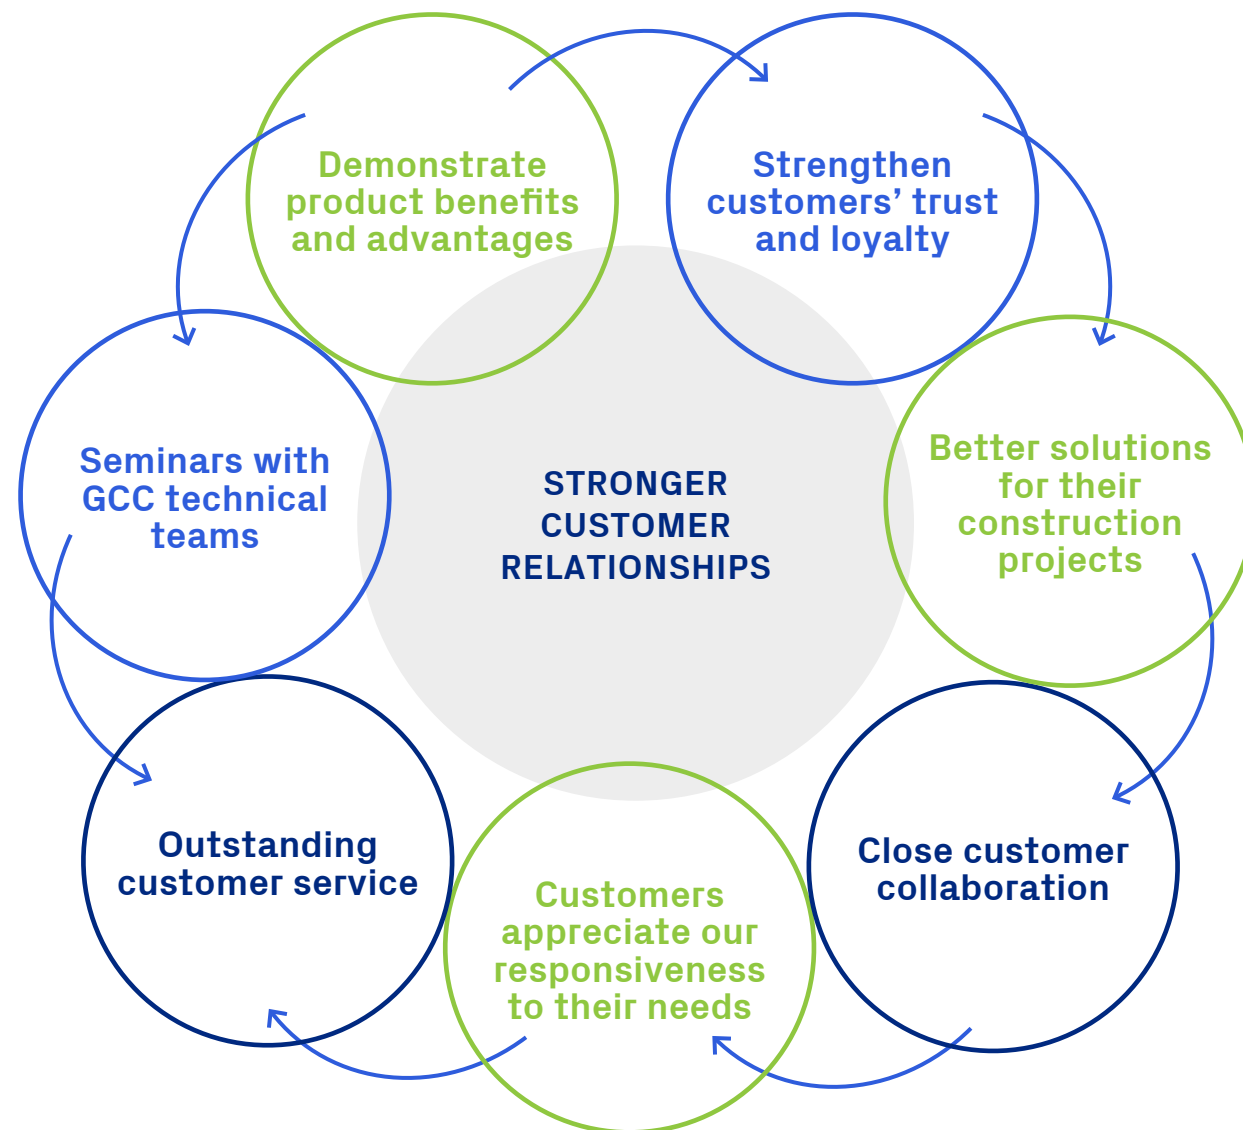 Demonstrate
product benefits
and advantages
Strengthen
customers’ trust
and loyalty
Seminars with
GCC technical
teams
STRONGER
CUSTOMER
RELATIONSHIPS
Better solutions
for their
construction
projects
Outstanding
customer service
Customers
appreciate our
responsiveness
to their needs
Close customer
collaboration